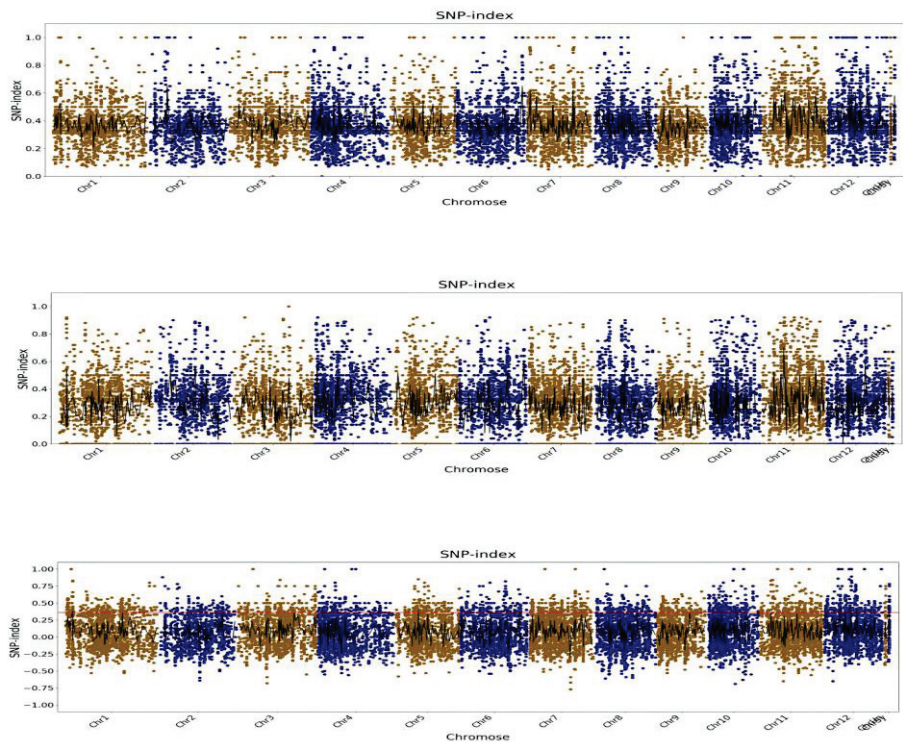 SNP-index
1.0
0.8
0.6
0.4
0.2
0.0
SNP-index
Chr1 Chr2 Chr3 Chr4 Chr5 Chr6 Chr7 Chr8 Chr9 Chr10 Chr11 Chr12
Chromose
SNP-index
1.0
0.8
0.6
0.4
0.2
0.0
SNP-index
Chr1 Chr2 Chr3 Chr4 Chr5 Chr6 Chr7 Chr8 Chr9 Chr10 Chr11 Chr12
Chromose
SNP-index
1.00
0.75
0.50
0.25
0.00
−0.25
−0.50
−0.75
−1.00
SNP-index
Chr1 Chr2 Chr3 Chr4 Chr5 Chr6 Chr7 Chr8 Chr9 Chr10 Chr11 Chr12
Chromose